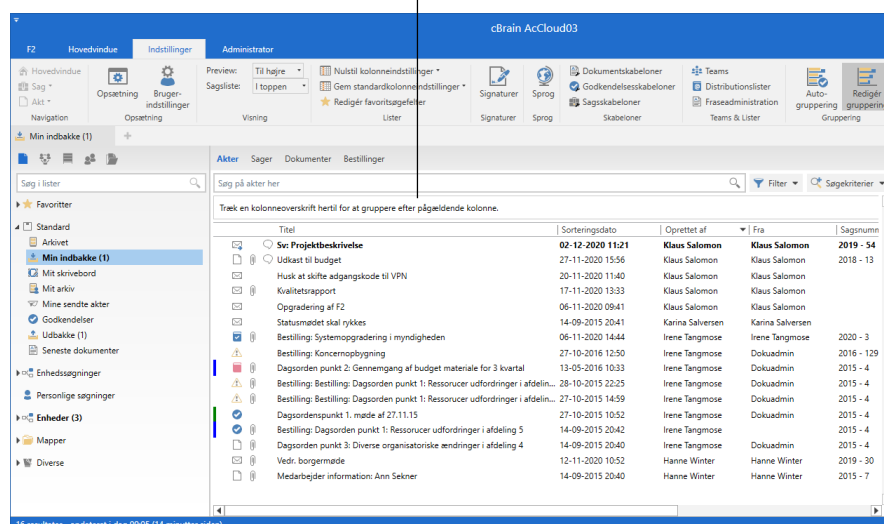 cBrain AcCloud03
F2 Hovedvindue Indstillinger Administrator
Hovedvindue
Sag
Akt
Navigation
Opsætning
Bruger-
indstillinger
Opsætning
Preview: Til højre
Sagsliste: I toppen
Visning
Nulstil kolonneindstillinger
Gem standardkolonneindstillinger
Redigér favoritsøgefelter
Lister
Signaturer
Signaturer
Sprog
Sprog
Dokumentskabeloner
Godkendelsesskabeloner
Sagsskabeloner
Skabeloner
Teams
Distributionslister
Fraseadministration
Teams & Lister
Auto-
gruppering
Redigér
grupperin
Gruppering
Min indbakke (1)
Søg i lister
Favoritter
Standard
Arkivet
Min indbakke (1)
Mit skrivebord
Mit arkiv
Mine sendte akter
Godkendelser
Udbakke (1)
Seneste dokumenter
Enhedssøgninger
Personlige søgninger
Enheder (3)
Mapper
Diverse
Akter Sager Dokumenter Bestillinger
Søg på akter her
Filter Søgekriterier
Træk en kolonneoverskrift hertil for at gruppere efter pågældende kolonne.
Titel Sorteringsdato Oprettet af Fra Sagsnumm
Sv: Projektbeskrivelse 02-12-2020 11:21 Klaus Salomon Klaus Salomon 2019 - 54
Udkast til budget 27-11-2020 15:56 Klaus Salomon Klaus Salomon 2018 - 13
Husk at skifte adgangskode til VPN 20-11-2020 11:40 Klaus Salomon Klaus Salomon
Kvalitetsrapport 17-11-2020 13:33 Klaus Salomon Klaus Salomon
Opgradering af F2 06-11-2020 09:41 Klaus Salomon Klaus Salomon
Statusmødet skal rykkes 14-09-2015 20:41 Karina Salversen Karina Salversen
Bestilling: Systemopgradering i myndigheden 06-11-2020 14:44 Irene Tangmose Irene Tangmose 2020 - 3
Bestilling: Koncernopbygning 27-10-2016 12:50 Irene Tangmose Dokuadmin 2016 - 129
Dagsorden punkt 2: Gennemgang af budget materiale for 3 kvartal 13-05-2016 10:33 Irene Tangmose Dokuadmin 2015 - 4
Bestilling: Bestilling: Dagsorden punkt 1: Ressorucer udfordringer i afdelin... 28-10-2015 22:25 Irene Tangmose Dokuadmin 2015 - 4
Bestilling: Bestilling: Dagsorden punkt 1: Ressorucer udfordringer i afdelin... 27-10-2015 14:59 Irene Tangmose Dokuadmin 2015 - 4
Dagsordenspunkt 1. møde af 27.11.15 27-10-2015 10:52 Irene Tangmose Dokuadmin 2015 - 4
Bestilling: Dagsorden punkt 1: Ressorucer udfordringer i afdeling 5 14-09-2015 20:42 Irene Tangmose 2015 - 4
Dagsorden punkt 3: Diverse organisatoriske ændringer i afdeling 4 14-09-2015 20:40 Irene Tangmose Dokuadmin 2015 - 4
Vedr. borgermøde 12-11-2020 10:52 Hanne Winter Hanne Winter 2019 - 30
Medarbejder information: Ann Sekner 14-09-2015 20:40 Hanne Winter Hanne Winter 2015 - 7